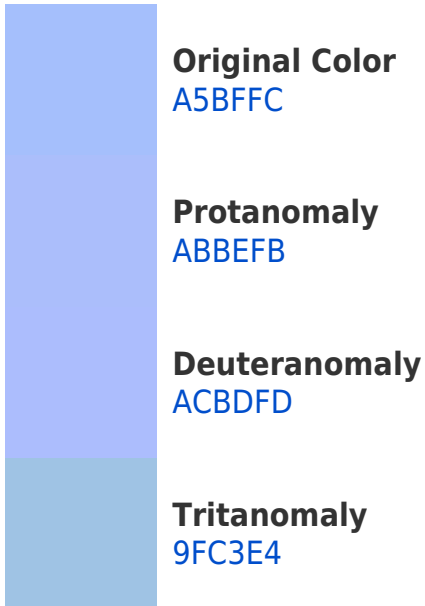 Original Color
A5BFFC
Protanomaly
ABBEFB
Deuteranomaly
ACBDFD
Tritanomaly
9FC3E4